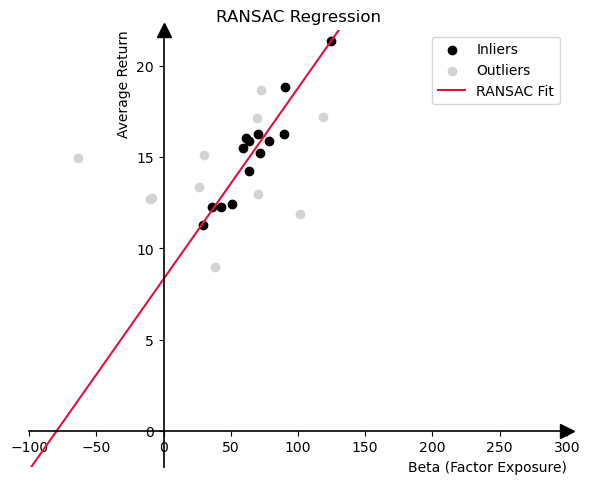 RANSAC Regression
Average Return
Inliers
Outliers
RANSAC Fit
20
15
10
5
0
−100 −50 0 50 100 150 200 250 300
Beta (Factor Exposure)